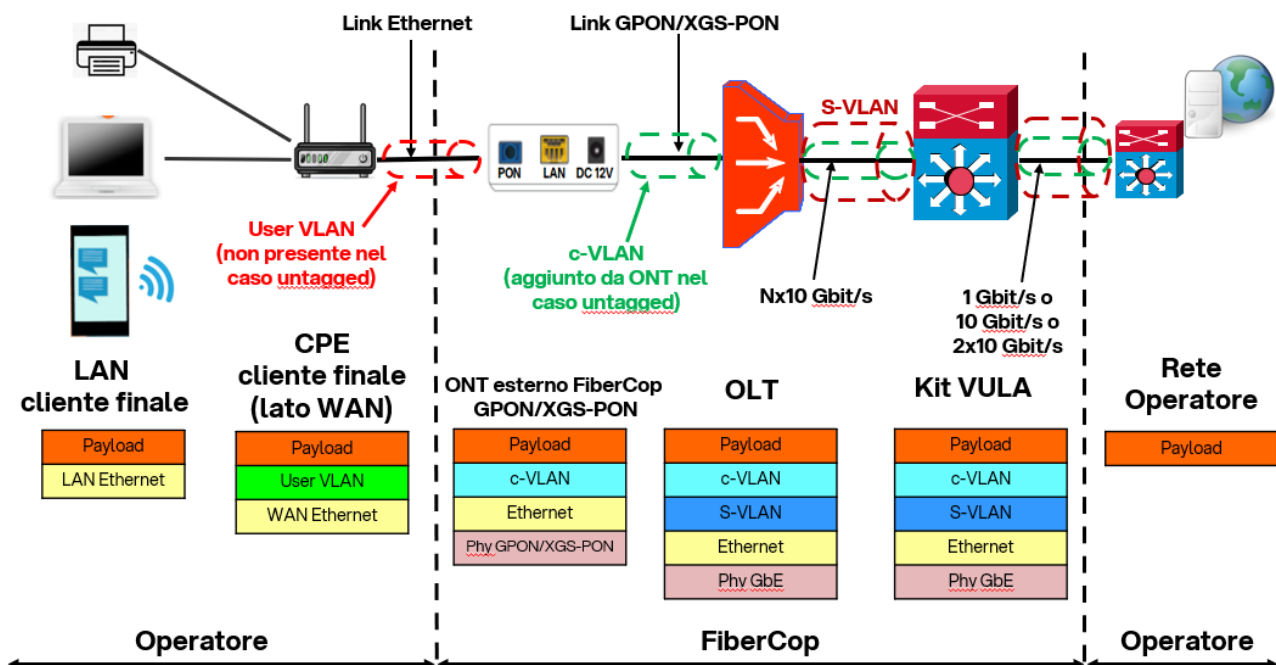 Link Ethernet
Link GPON/XGS-PON
S-VLAN
PON
LAN
DC 12V
User VLAN
(non presente nel
caso untagged)
c-VLAN
(aggiunto da ONT nel
caso untagged)
Nx10 Gbit/s
1 Gbit/s o
10 Gbit/s o
2x10 Gbit/s
LAN
cliente finale
CPE
cliente finale
(lato WAN)
ONT esterno FiberCop
GPON/XGS-PON
OLT
Kit VULA
Rete
Operatore
Payload
LAN Ethernet
Payload
User VLAN
WAN Ethernet
Payload
c-VLAN
Ethernet
Phy GPON/XGS-PON
Payload
c-VLAN
S-VLAN
Ethernet
Phy GbE
Payload
c-VLAN
S-VLAN
Ethernet
Phy GbE
Payload
Operatore
FiberCop
Operatore